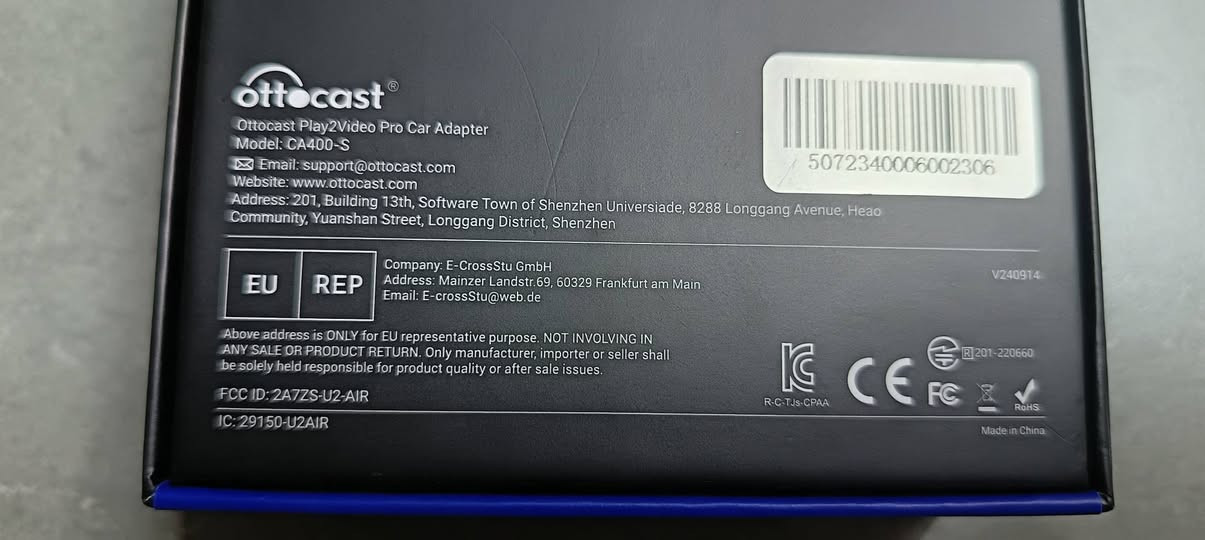 ottocast®
Ottocast Play2Video Pro Car Adapter
Model: CA400-S
Email: support@ottocast.com
Website: www.ottocast.com
Address: 201, Building 13th, Software Town of Shenzhen Universiade, 8288 Longgang Avenue, Heao
Community, Yuanshan Street, Longgang District, Shenzhen
5072340006002306
EU REP
Company: E-CrossStu GmbH
Address: Mainzer Landstr.69, 60329 Frankfurt am Main
Email: E-crossStu@web.de
V240914
Above address is ONLY for EU representative purpose. NOT INVOLVING IN
ANY SALE OR PRODUCT RETURN. Only manufacturer, importer or seller shall
be solely held responsible for product quality or after sale issues.
FCC ID: 2A7ZS-U2-AIR
IC: 29150-U2AIR
R-C-TJs-CPAA
CE
R 201-220660
FC
RoHS
Made in China